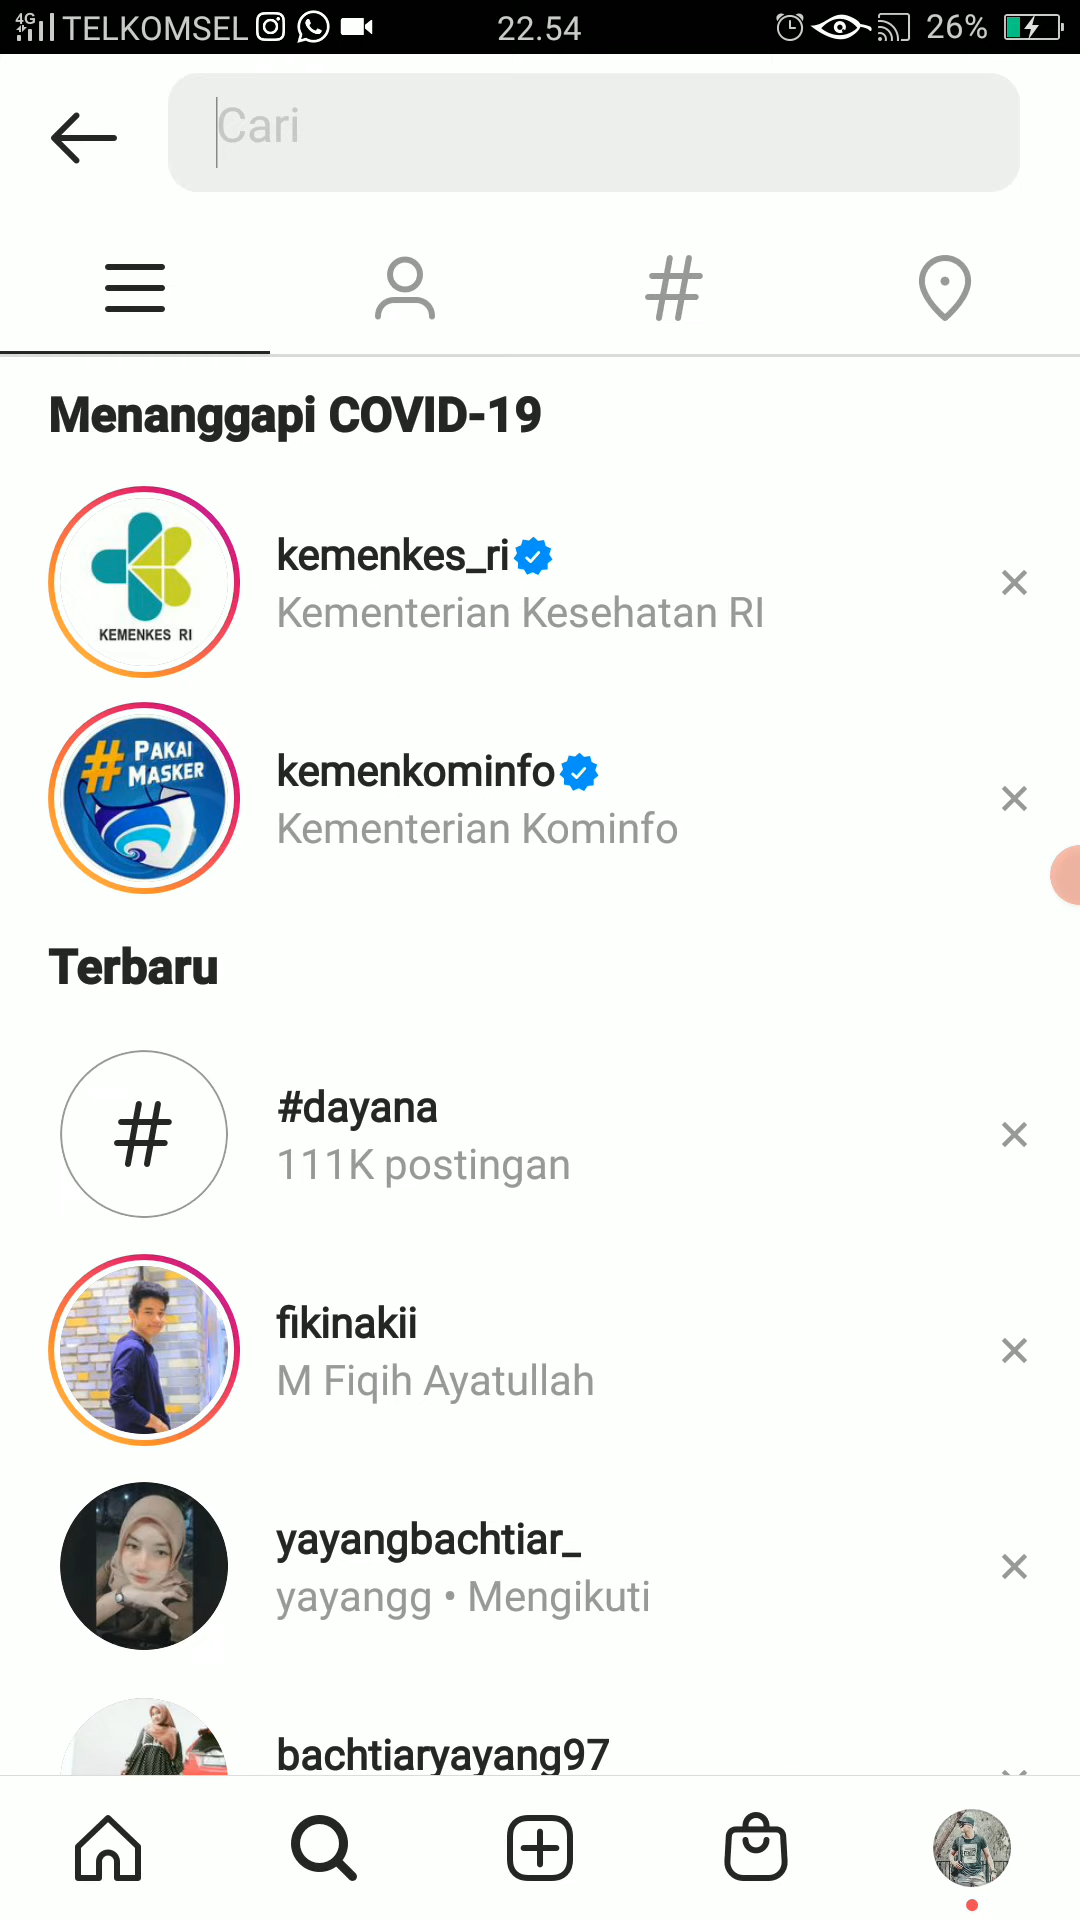 4G TELKOMSEL 22.54 26%
Cari
Menanggapi COVID-19
KEMENKES RI
kemenkes_ri
Kementerian Kesehatan RI
# PAKAI
MASKER
kemenkominfo
Kementerian Kominfo
Terbaru
#
#dayana
111K postingan
fikinakii
M Fiqih Ayatullah
yayangbachtiar_
yayangg • Mengikuti
bachtiaryayang97